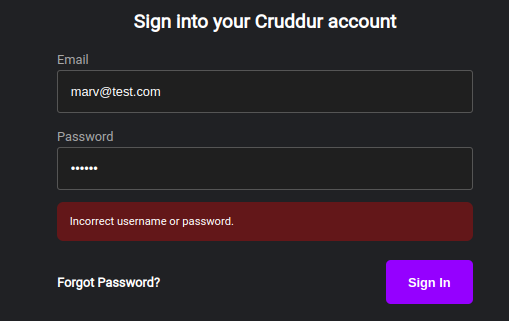 Sign into your Cruddur account
Email
marv@test.com
Password
••••••
Incorrect username or password.
Forgot Password?
Sign In